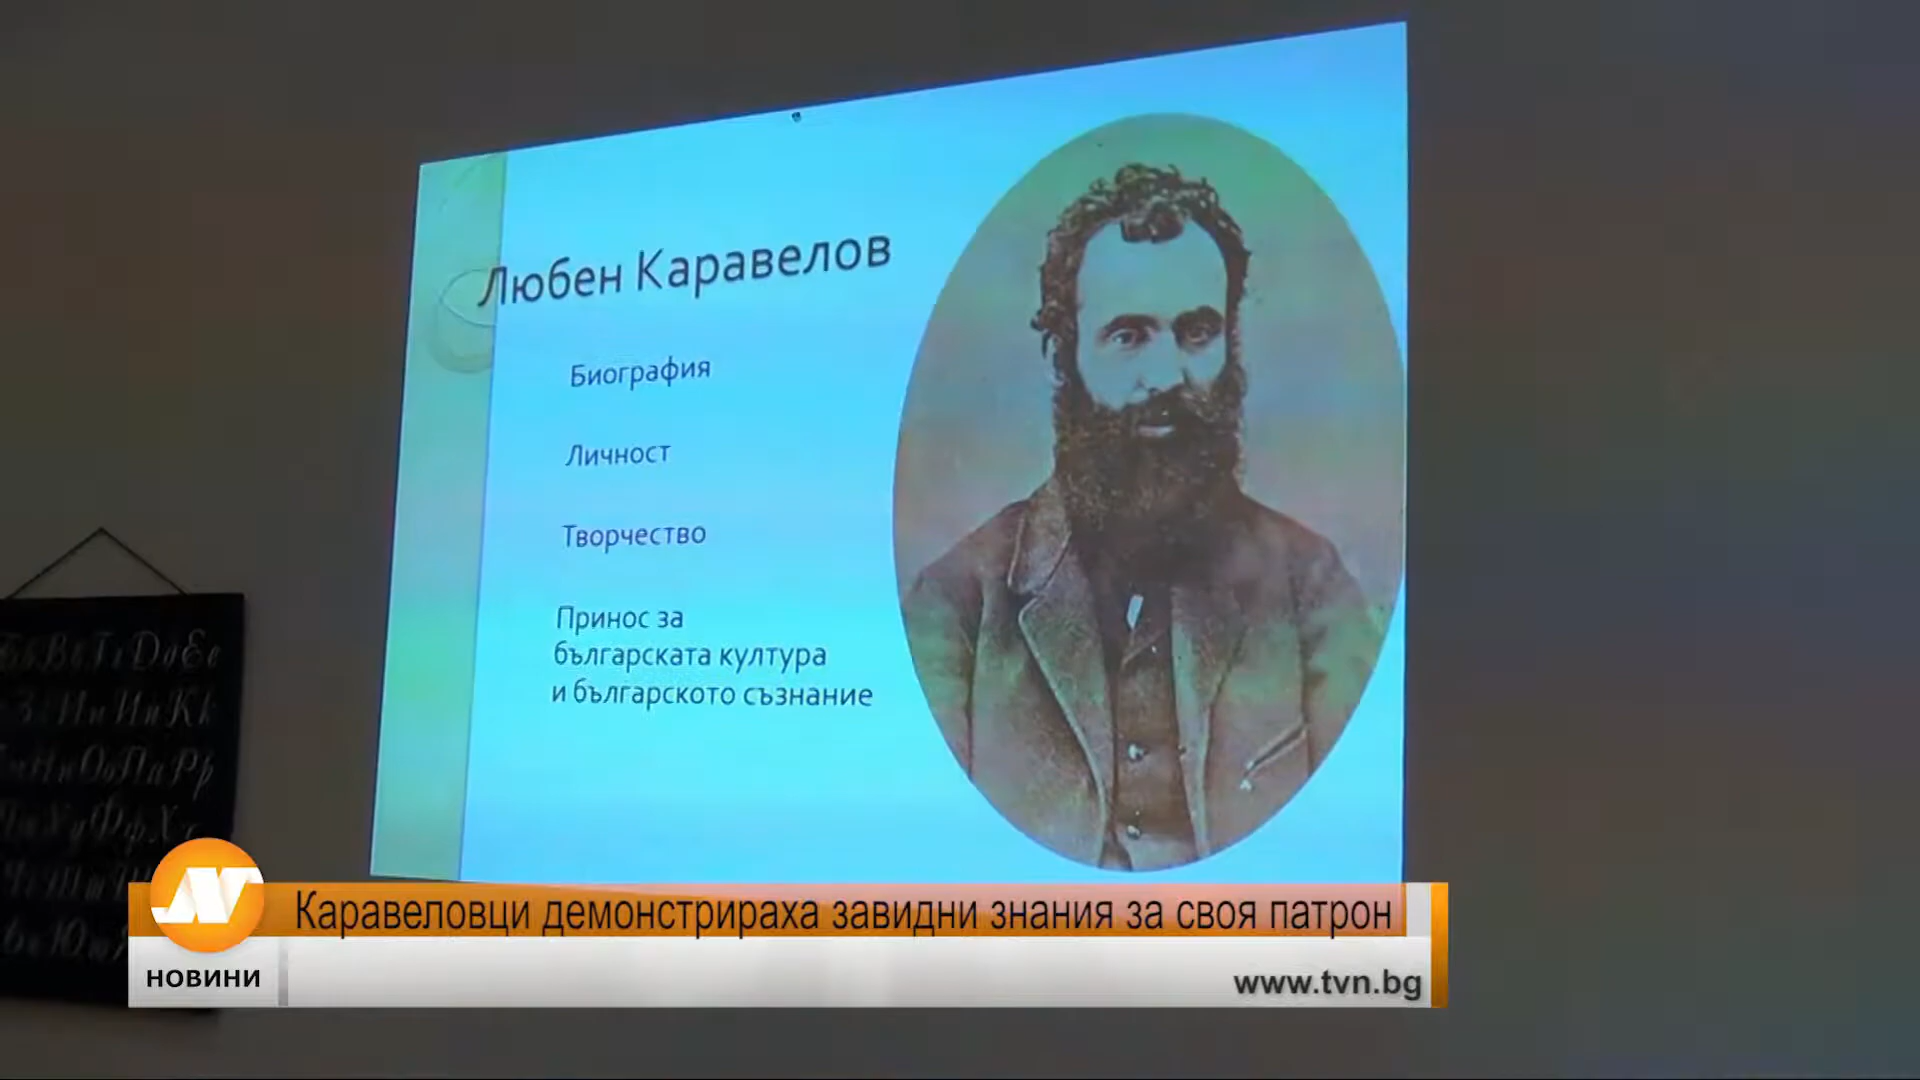 Любен Каравелов
Биография
Личност
Творчество
Принос за
българската култура
и българското съзнание
Каравеловци демонстрираха завидни знания за своя патрон
НОВИНИ
www.tvn.bg